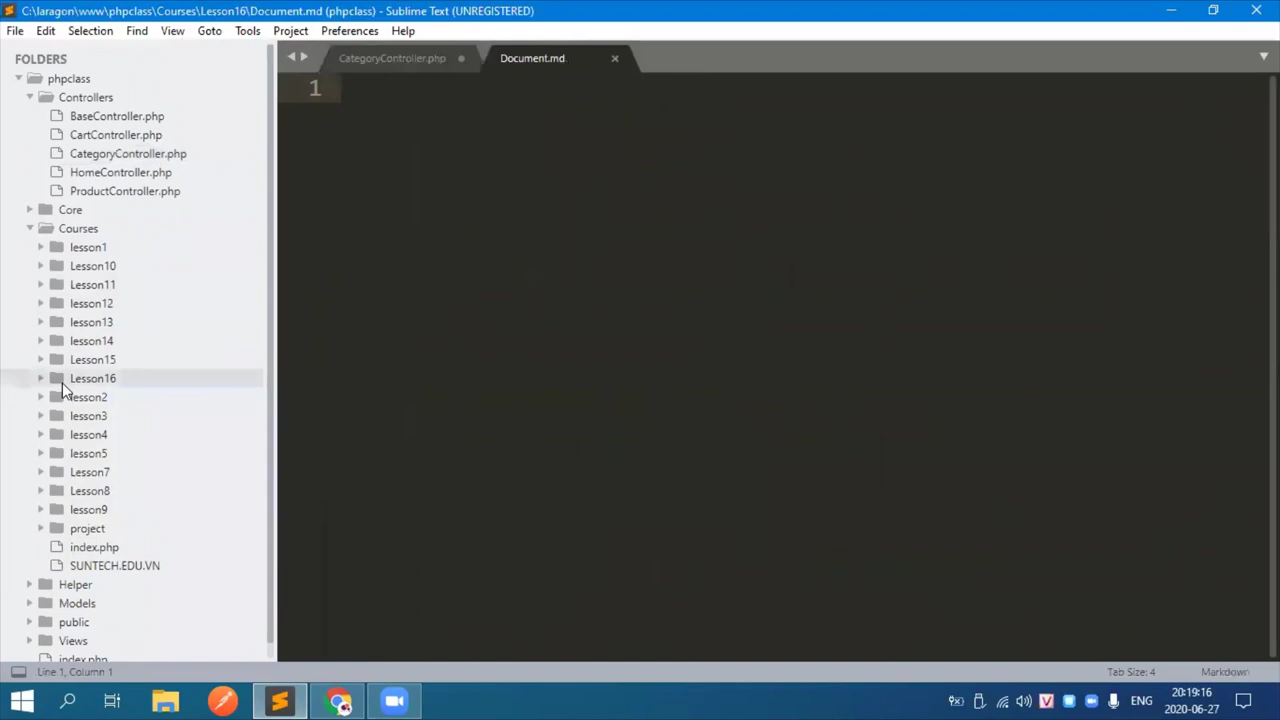 C:\laragon\www\phpclass\Courses\Lesson16\Document.md (phpclass) - Sublime Text (UNREGISTERED)
File Edit Selection Find View Goto Tools Project Preferences Help
FOLDERS
phpclass
Controllers
BaseController.php
CartController.php
CategoryController.php
HomeController.php
ProductController.php
Core
Courses
lesson1
Lesson10
Lesson11
lesson12
lesson13
lesson14
Lesson15
Lesson16
lesson2
lesson3
lesson4
lesson5
Lesson7
Lesson8
lesson9
project
index.php
SUNTECH.EDU.VN
Helper
Models
public
Views
index.php
CategoryController.php
Document.md
1
Line 1, Column 1
Tab Size: 4
Markdown
ENG
20:19:16
2020-06-27